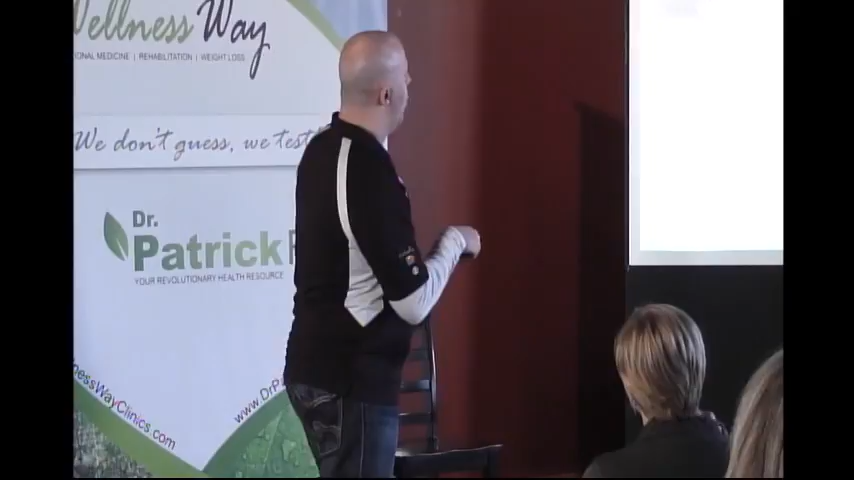 Wellness Way
ONAL MEDICINE | REHABILITATION | WEIGHT LOSS
We don't guess, we test!
Dr.
Patrick
YOUR REVOLUTIONARY HEALTH RESOURCE
nessWayClinics.com
www.DrP